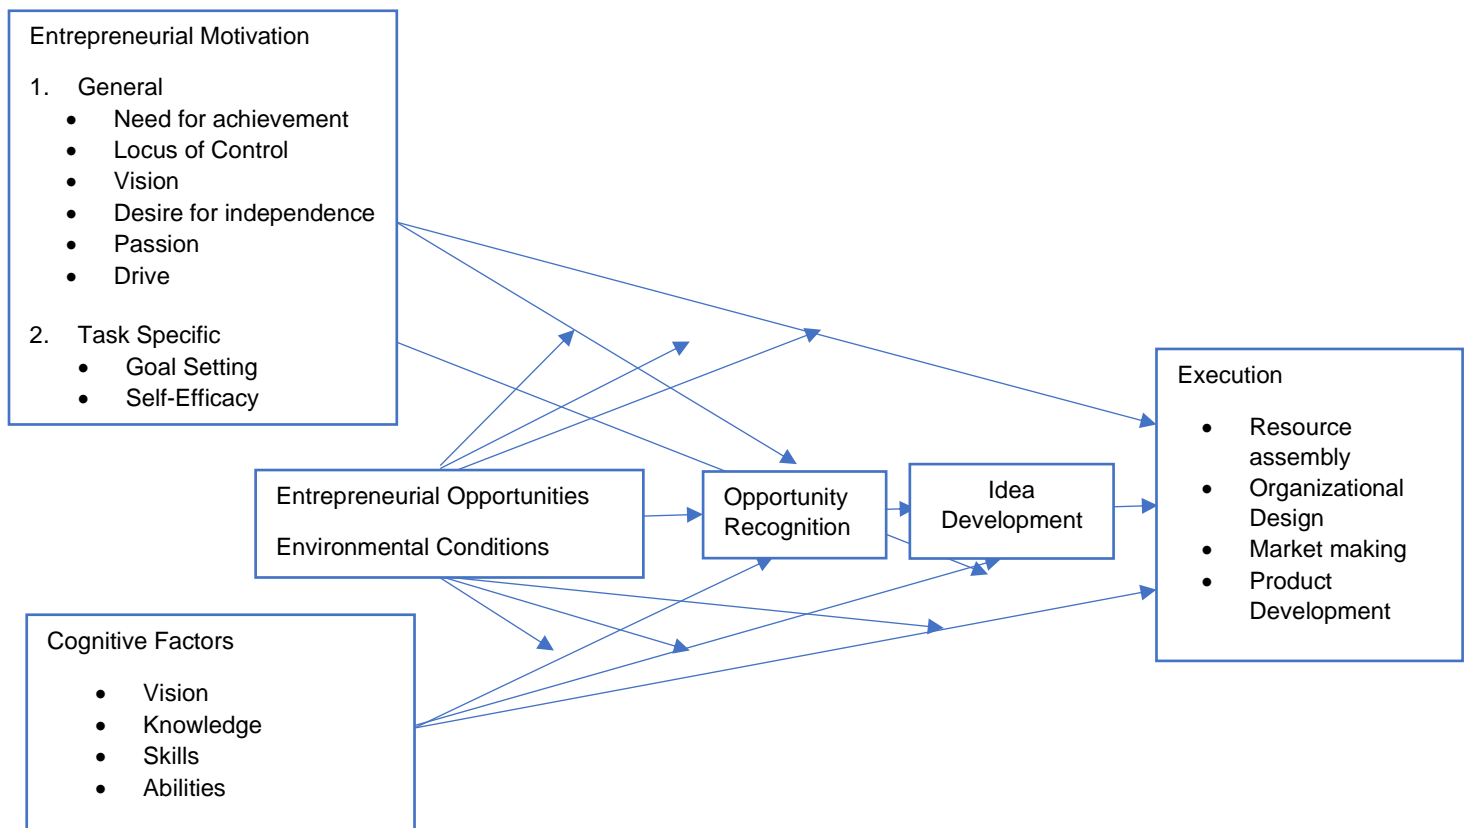 Entrepreneurial Motivation
1. General
• Need for achievement
• Locus of Control
• Vision
• Desire for independence
• Passion
• Drive
2. Task Specific
• Goal Setting
• Self-Efficacy
Entrepreneurial Opportunities
Environmental Conditions
Opportunity
Recognition
Idea
Development
Execution
• Resource
assembly
• Organizational
Design
• Market making
• Product
Development
Cognitive Factors
• Vision
• Knowledge
• Skills
• Abilities